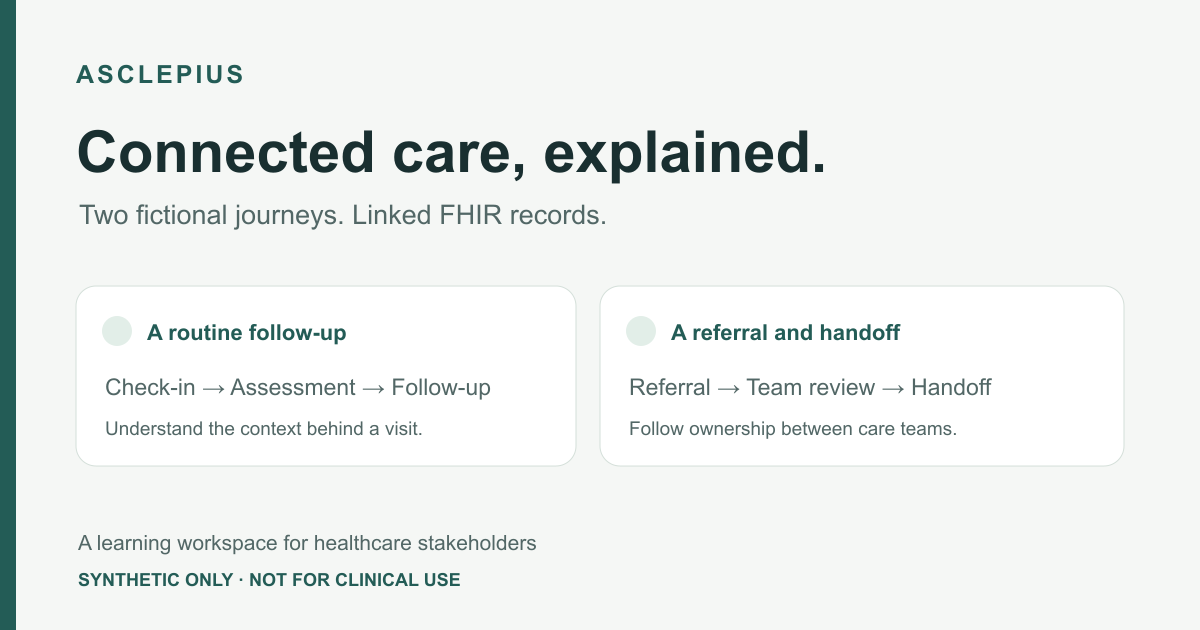 ASCLEPIUS
Connected care, explained.
Two fictional journeys. Linked FHIR records.
A routine follow-up
Check-in → Assessment → Follow-up
Understand the context behind a visit.
A referral and handoff
Referral → Team review → Handoff
Follow ownership between care teams.
A learning workspace for healthcare stakeholders
SYNTHETIC ONLY · NOT FOR CLINICAL USE